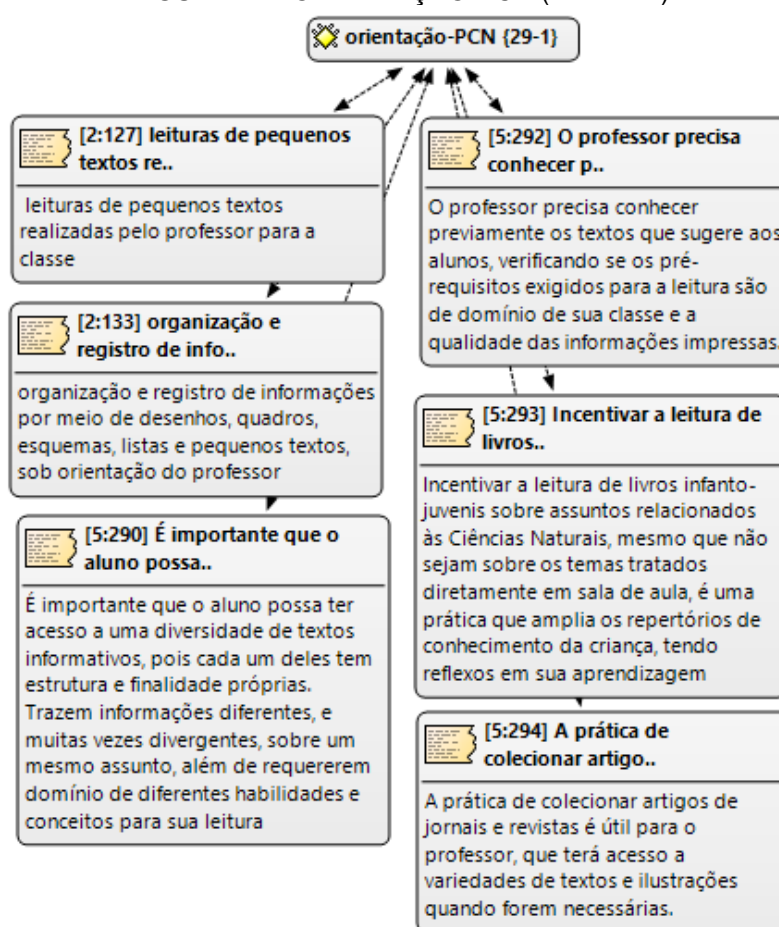 orientação-PCN {29-1}
[2:127] leituras de pequenos
textos re..
leituras de pequenos textos
realizadas pelo professor para a
classe
[2:133] organização e
registro de info..
organização e registro de informações
por meio de desenhos, quadros,
esquemas, listas e pequenos textos,
sob orientação do professor
[5:290] É importante que o
aluno possa..
É importante que o aluno possa ter
acesso a uma diversidade de textos
informativos, pois cada um deles tem
estrutura e finalidade próprias.
Trazem informações diferentes, e
muitas vezes divergentes, sobre um
mesmo assunto, além de requererem
domínio de diferentes habilidades e
conceitos para sua leitura
[5:292] O professor precisa
conhecer p..
O professor precisa conhecer
previamente os textos que sugere aos
alunos, verificando se os pré-
requisitos exigidos para a leitura são
de domínio de sua classe e a
qualidade das informações impressas.
[5:293] Incentivar a leitura de
livros..
Incentivar a leitura de livros infanto-
juvenis sobre assuntos relacionados
às Ciências Naturais, mesmo que não
sejam sobre os temas tratados
diretamente em sala de aula, é uma
prática que amplia os repertórios de
conhecimento da criança, tendo
reflexos em sua aprendizagem
[5:294] A prática de
colecionar artigo..
A prática de colecionar artigos de
jornais e revistas é útil para o
professor, que terá acesso a
variedades de textos e ilustrações
quando forem necessárias.